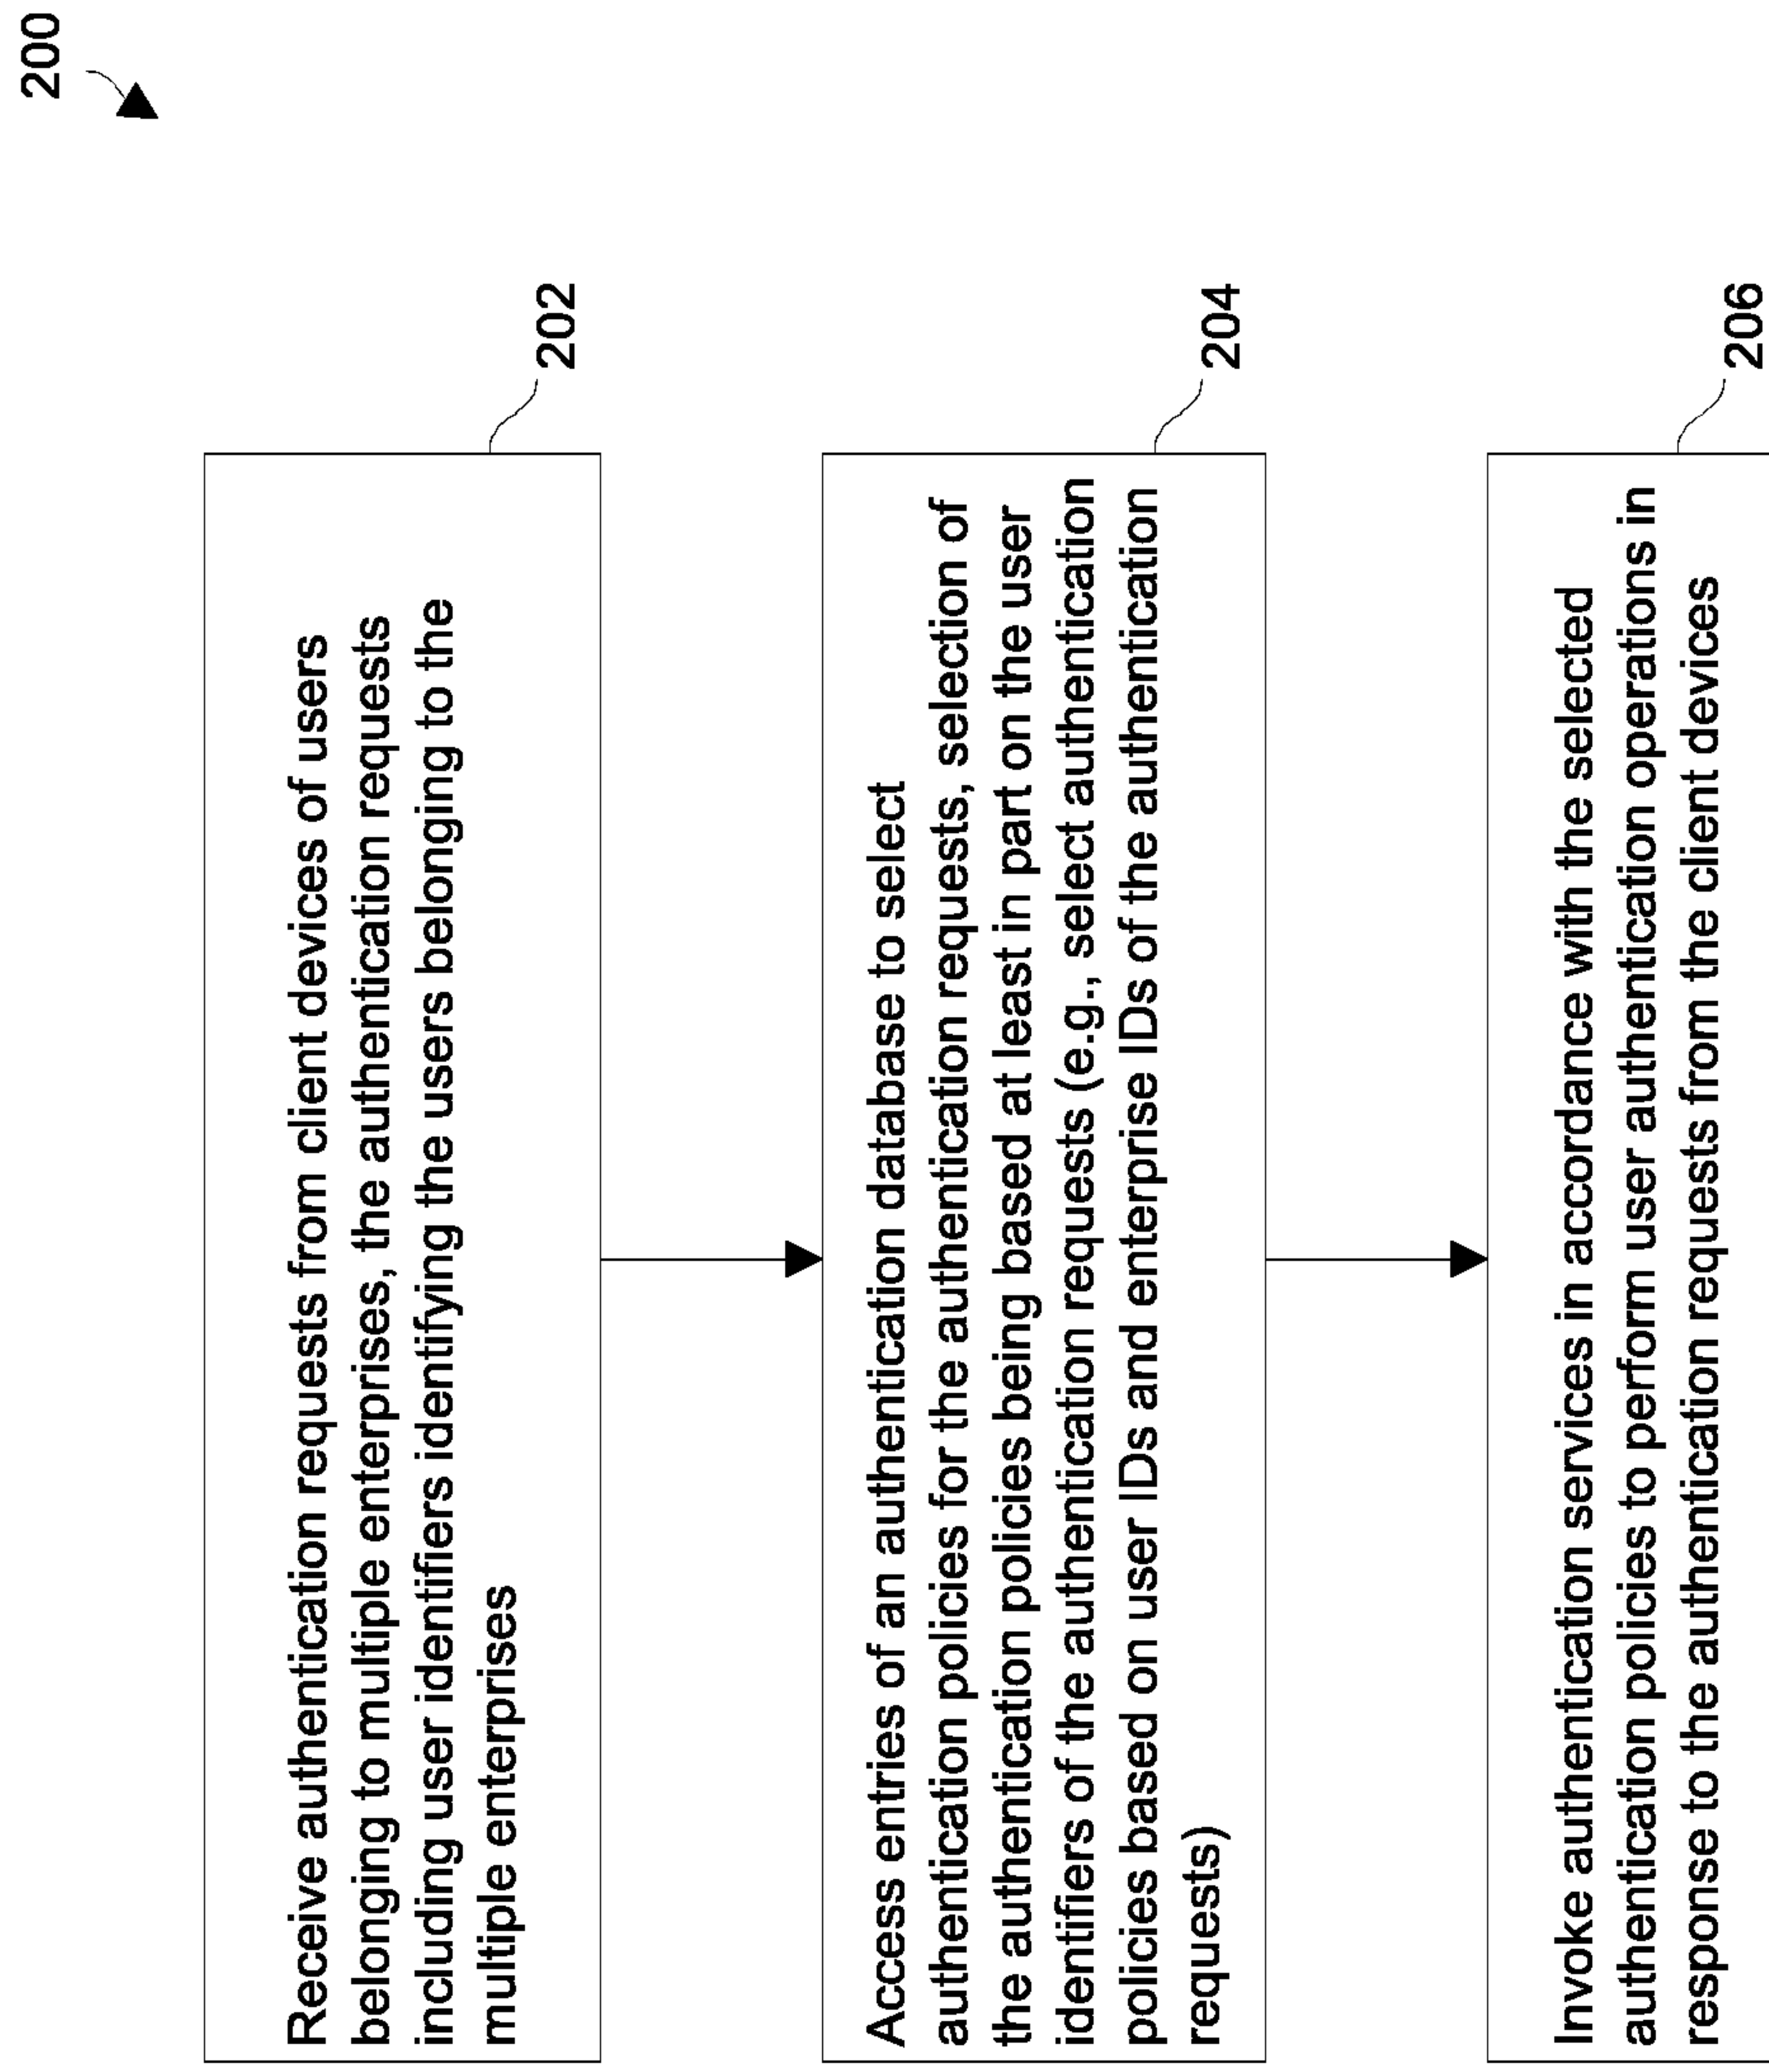 200
Receive authentication requests from client devices of users
belonging to multiple enterprises, the authentication requests
including user identifiers identifying the users belonging to the
multiple enterprises
202
Access entries of an authentication database to select
authentication policies for the authentication requests, selection of
the authentication policies being based at least in part on the user
identifiers of the authentication requests (e.g., select authentication
policies based on user IDs and enterprise IDs of the authentication
requests)
204
Invoke authentication services in accordance with the selected
authentication policies to perform user authentication operations in
response to the authentication requests from the client devices
206